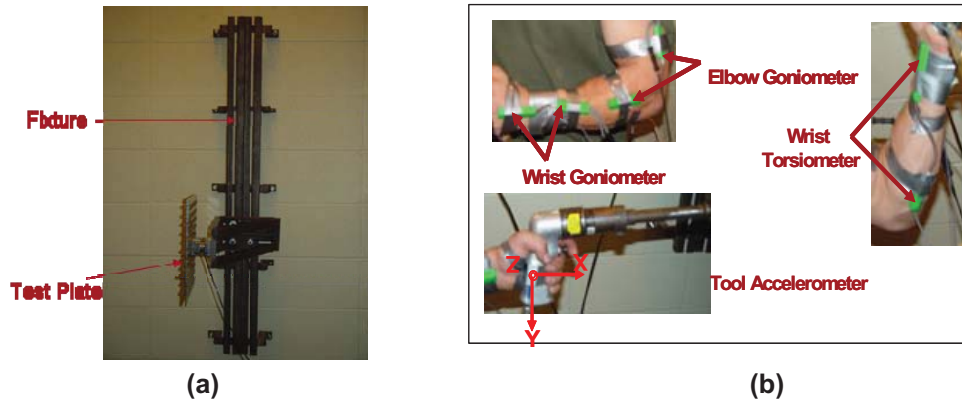 Fixture
Test Plate
(a)
Elbow Goniometer
Wrist Goniometer
Wrist
Torsiometer
Z
X
Y
Tool Accelerometer
(b)